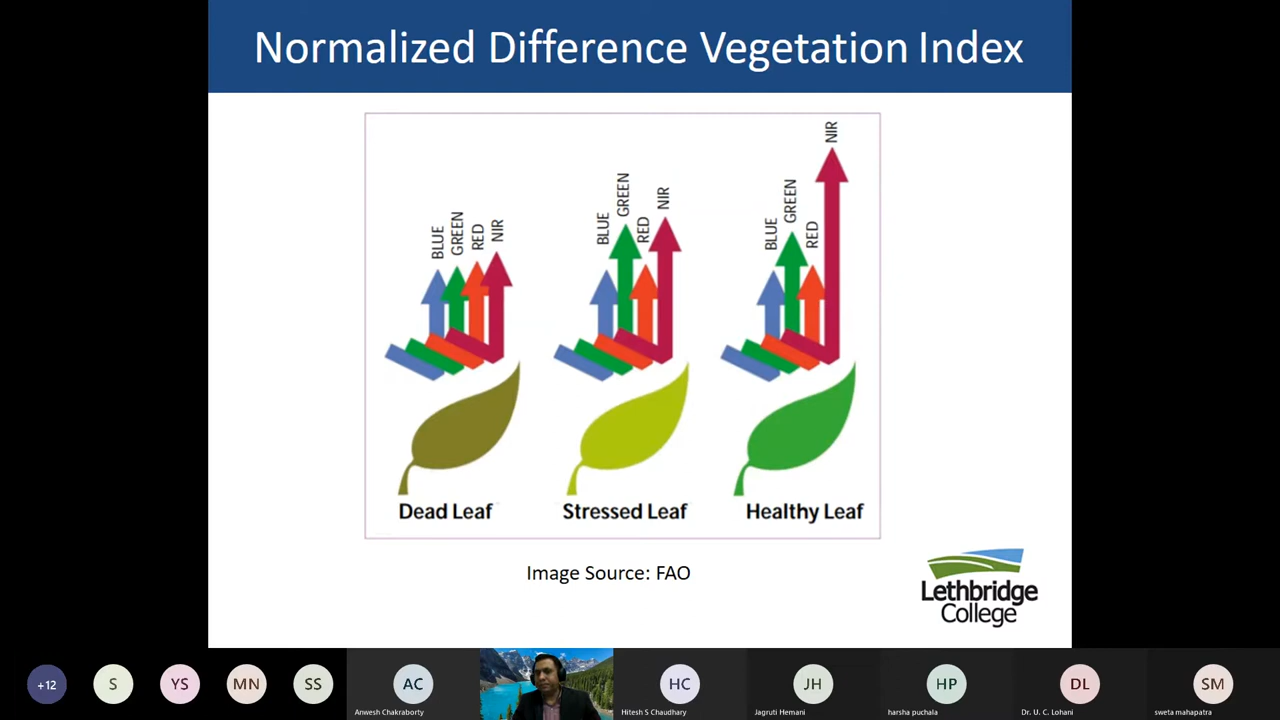 Normalized Difference Vegetation Index
BLUE
GREEN
RED
NIR
BLUE
GREEN
RED
NIR
BLUE
GREEN
RED
NIR
Dead Leaf
Stressed Leaf
Healthy Leaf
Image Source: FAO
Lethbridge
College
+12
S
YS
MN
SS
AC
HC
JH
HP
DL
SM
Anwesh Chakraborty
Hitesh S Chaudhary
Jagruti Hemani
harsha puchala
Dr. U. C. Lohani
sweta mahapatra